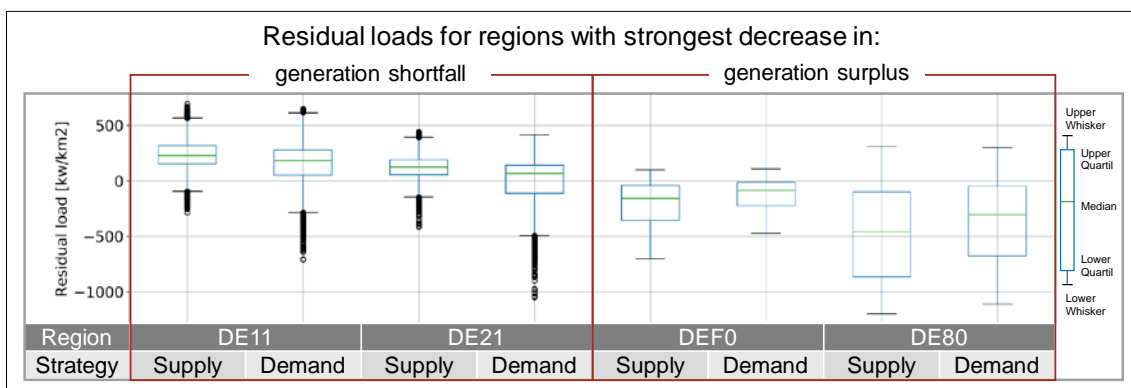 Residual loads for regions with strongest decrease in:
generation shortfall
generation surplus
Residual load [kw/km2]
500
0
−500
−1000
Upper
Whisker
Upper
Quartil
Median
Lower
Quartil
Lower
Whisker
Region DE11 DE21 DEF0 DE80
Strategy Supply Demand Supply Demand Supply Demand Supply Demand